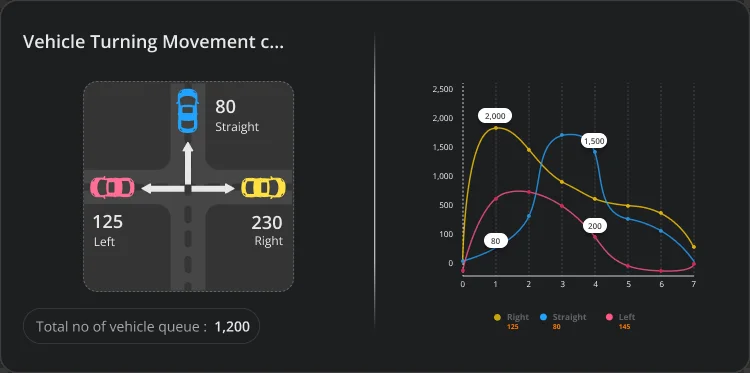 Vehicle Turning Movement c...
80
Straight
125
Left
230
Right
Total no of vehicle queue : 1,200
2,500
2,000
1,500
1,000
500
100
0
2,000
1,500
80
200
0 1 2 3 4 5 6 7
Right Straight Left
125 80 145